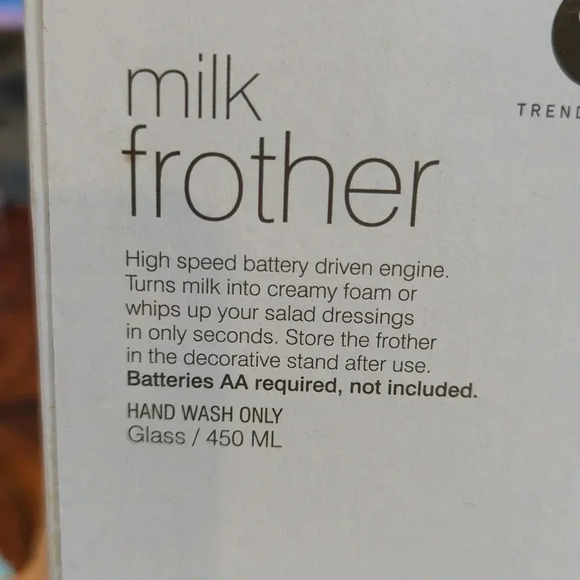 milk
frother
High speed battery driven engine.
Turns milk into creamy foam or
whips up your salad dressings
in only seconds. Store the frother
in the decorative stand after use.
Batteries AA required, not included.
HAND WASH ONLY
Glass / 450 ML